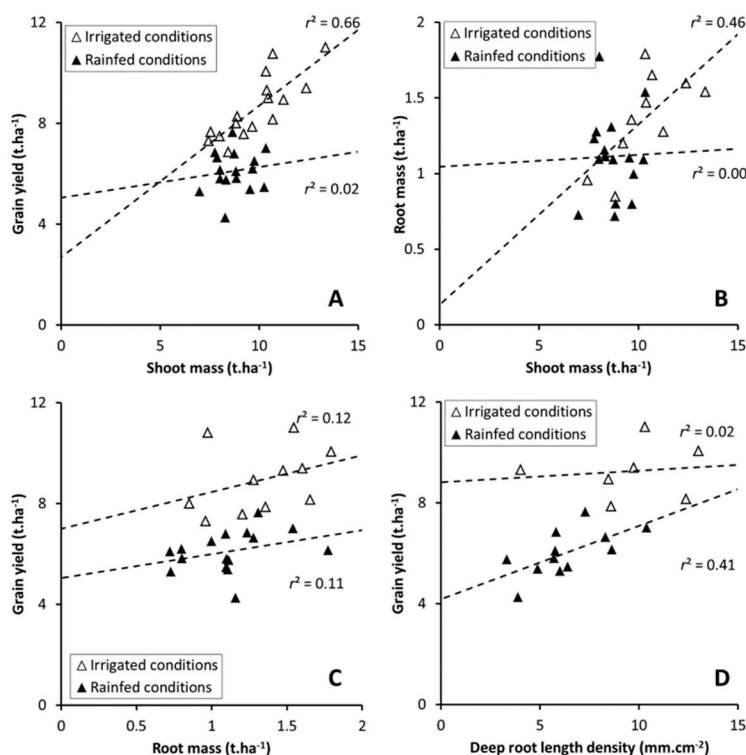 r² = 0.66
△ Irrigated conditions
▲ Rainfed conditions
12
8
4
0
Grain yield (t.ha⁻¹)
r² = 0.02
A
0 5 10 15
Shoot mass (t.ha⁻¹)
r² = 0.46
△ Irrigated conditions
▲ Rainfed conditions
2
1.5
1
0.5
0
Root mass (t.ha⁻¹)
r² = 0.00
B
0 5 10 15
Shoot mass (t.ha⁻¹)
r² = 0.12
12
8
4
0
Grain yield (t.ha⁻¹)
r² = 0.11
△ Irrigated conditions
▲ Rainfed conditions
C
0 0.5 1 1.5 2
Root mass (t.ha⁻¹)
△ Irrigated conditions
▲ Rainfed conditions
r² = 0.02
12
9
6
3
0
Grain yield (t.ha⁻¹)
r² = 0.41
D
0 5 10 15
Deep root length density (mm.cm⁻²)